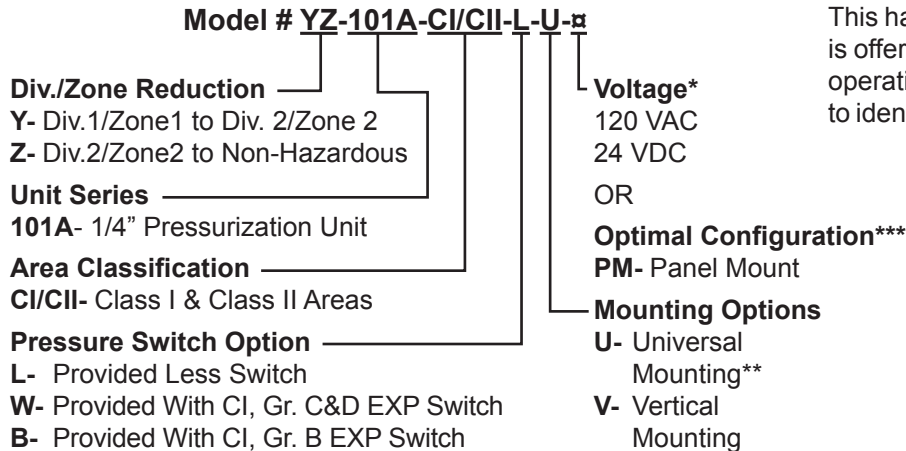 Model # YZ-101A-CI/CII-L-U-¤
Div./Zone Reduction
Y- Div.1/Zone1 to Div. 2/Zone 2
Z- Div.2/Zone2 to Non-Hazardous
Unit Series
101A- 1/4” Pressurization Unit
Area Classification
CI/CII- Class I & Class II Areas
Pressure Switch Option
L- Provided Less Switch
W- Provided With CI, Gr. C&D EXP Switch
B- Provided With CI, Gr. B EXP Switch
Voltage*
120 VAC
24 VDC
OR
Optimal Configuration***
PM- Panel Mount
Mounting Options
U- Universal
Mounting**
V- Vertical
Mounting
This ha
is offer
operati
to iden